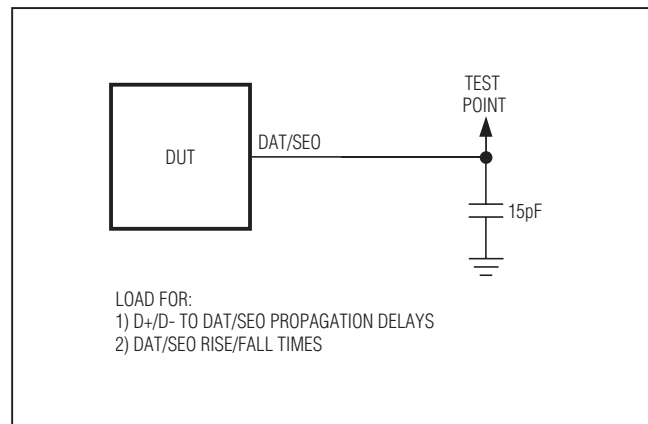 TEST
POINT
DAT/SEO
DUT
15pF
LOAD FOR:
1) D+/D- TO DAT/SEO PROPAGATION DELAYS
2) DAT/SEO RISE/FALL TIMES